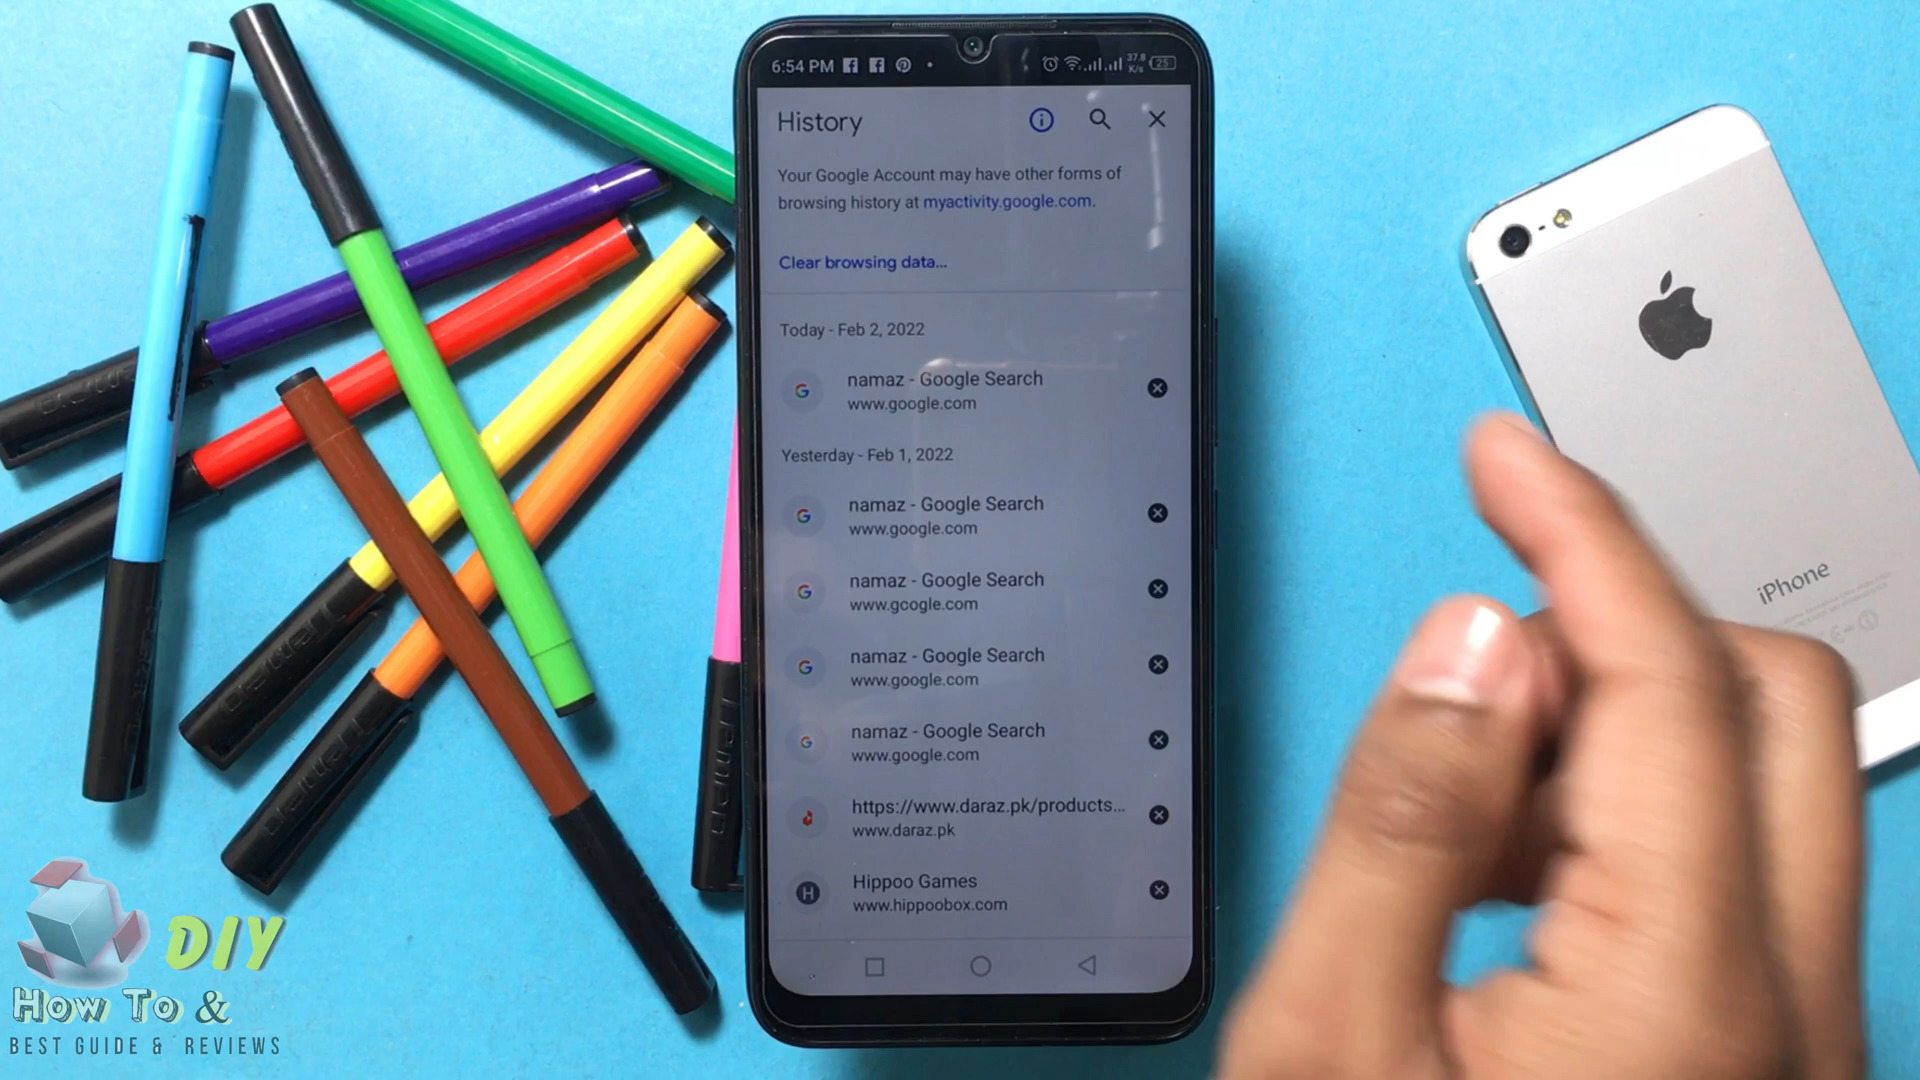 6:54 PM
37.8
K/s
25
History
Your Google Account may have other forms of
browsing history at myactivity.google.com.
Clear browsing data...
Today - Feb 2, 2022
namaz - Google Search
www.google.com
Yesterday - Feb 1, 2022
namaz - Google Search
www.google.com
namaz - Google Search
www.google.com
namaz - Google Search
www.google.com
namaz - Google Search
www.google.com
https://www.daraz.pk/products...
www.daraz.pk
H
Hippoo Games
www.hippoobox.com
iPhone
DIY
How To &
BEST GUIDE & REVIEWS